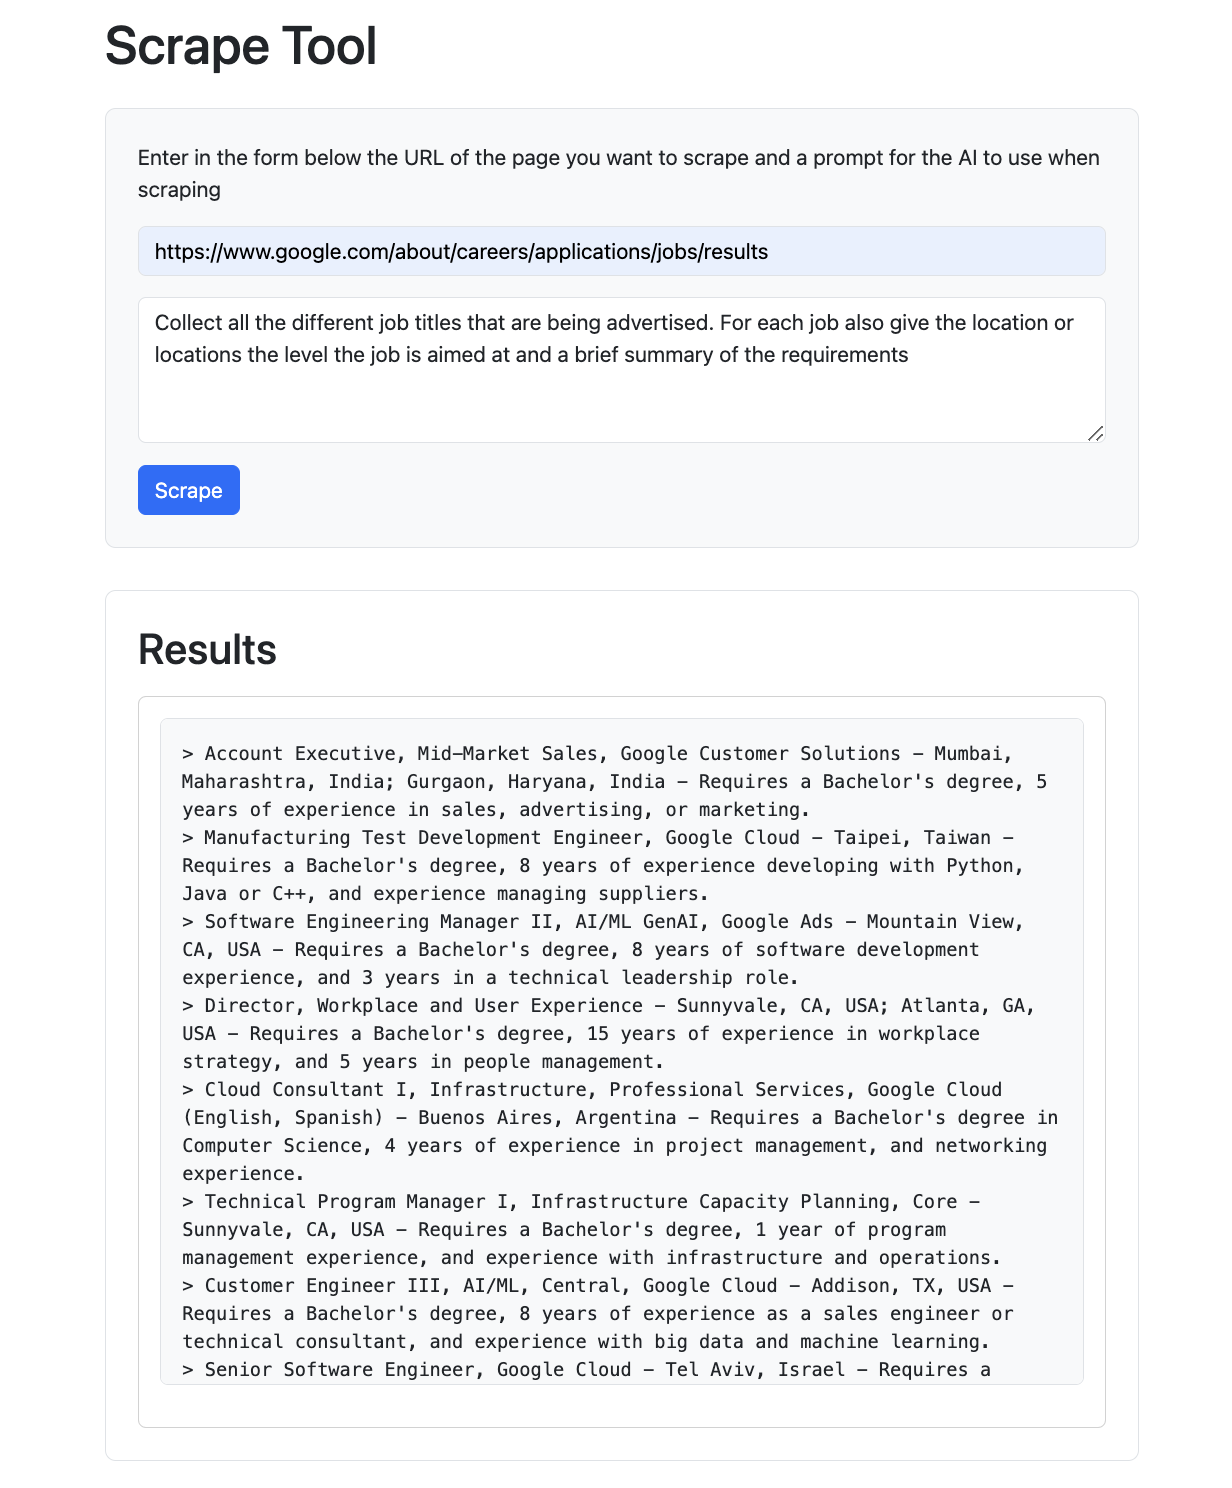 Scrape Tool
Enter in the form below the URL of the page you want to scrape and a prompt for the AI to use when
scraping
https://www.google.com/about/careers/applications/jobs/results
Collect all the different job titles that are being advertised. For each job also give the location or
locations the level the job is aimed at and a brief summary of the requirements
Scrape
Results
> Account Executive, Mid-Market Sales, Google Customer Solutions - Mumbai,
Maharashtra, India; Gurgaon, Haryana, India - Requires a Bachelor's degree, 5
years of experience in sales, advertising, or marketing.
> Manufacturing Test Development Engineer, Google Cloud - Taipei, Taiwan -
Requires a Bachelor's degree, 8 years of experience developing with Python,
Java or C++, and experience managing suppliers.
> Software Engineering Manager II, AI/ML GenAI, Google Ads - Mountain View,
CA, USA - Requires a Bachelor's degree, 8 years of software development
experience, and 3 years in a technical leadership role.
> Director, Workplace and User Experience - Sunnyvale, CA, USA; Atlanta, GA,
USA - Requires a Bachelor's degree, 15 years of experience in workplace
strategy, and 5 years in people management.
> Cloud Consultant I, Infrastructure, Professional Services, Google Cloud
(English, Spanish) - Buenos Aires, Argentina - Requires a Bachelor's degree in
Computer Science, 4 years of experience in project management, and networking
experience.
> Technical Program Manager I, Infrastructure Capacity Planning, Core -
Sunnyvale, CA, USA - Requires a Bachelor's degree, 1 year of program
management experience, and experience with infrastructure and operations.
> Customer Engineer III, AI/ML, Central, Google Cloud - Addison, TX, USA -
Requires a Bachelor's degree, 8 years of experience as a sales engineer or
technical consultant, and experience with big data and machine learning.
> Senior Software Engineer, Google Cloud - Tel Aviv, Israel - Requires a